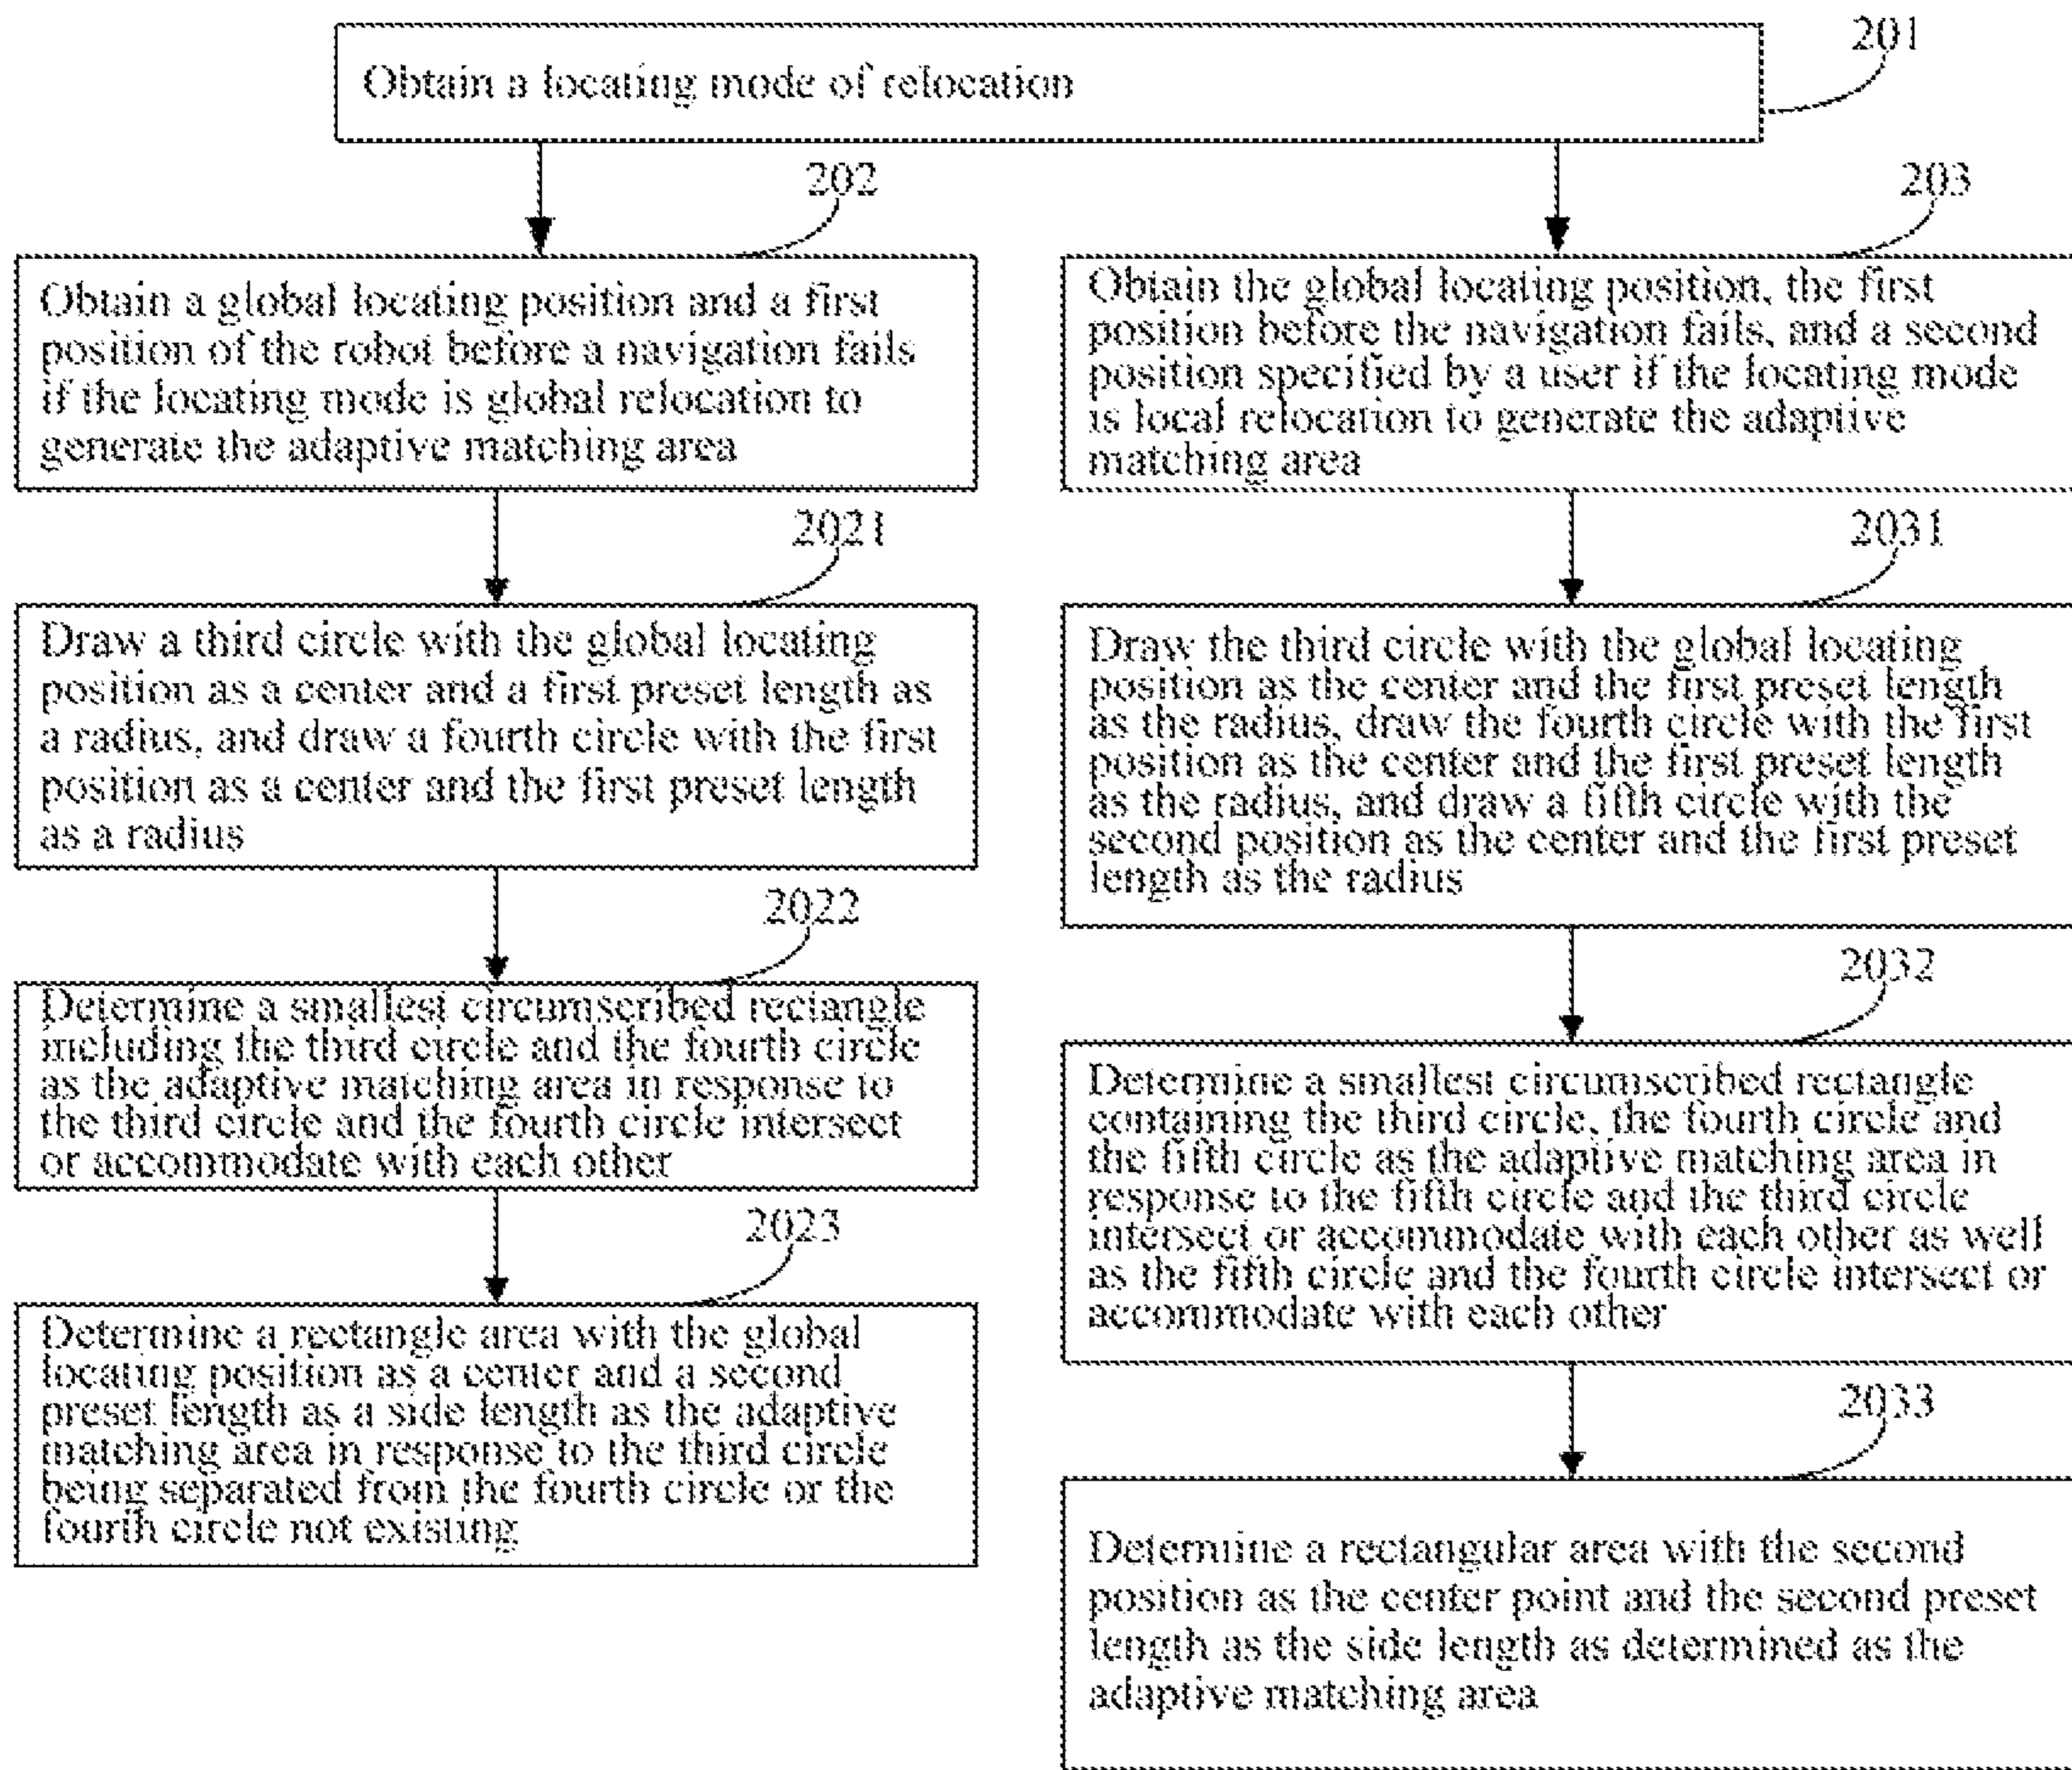 201
Obtain a locating mode of relocation
202
Obtain a global locating position and a first
position of the robot before a navigation fails
if the locating mode is global relocation to
generate the adaptive matching area
2021
Draw a third circle with the global locating
position as a center and a first preset length as
a radius, and draw a fourth circle with the first
position as a center and the first preset length
as a radius
2022
Determine a smallest circumscribed rectangle
including the third circle and the fourth circle
as the adaptive matching area in response to
the third circle and the fourth circle intersect
or accommodate with each other
2023
Determine a rectangle area with the global
locating position as a center and a second
preset length as a side length as the adaptive
matching area in response to the third circle
being separated from the fourth circle or the
fourth circle not existing
203
Obtain the global locating position, the first
position before the navigation fails, and a second
position specified by a user if the locating mode
is local relocation to generate the adaptive
matching area
2031
Draw the third circle with the global locating
position as the center and the first preset length
as the radius, draw the fourth circle with the first
position as the center and the first preset length
as the radius, and draw a fifth circle with the
second position as the center and the first preset
length as the radius
2032
Determine a smallest circumscribed rectangle
containing the third circle, the fourth circle and
the fifth circle as the adaptive matching area in
response to the fifth circle and the third circle
intersect or accommodate with each other as well
as the fifth circle and the fourth circle intersect or
accommodate with each other
2033
Determine a rectangular area with the second
position as the center point and the second preset
length as the side length as determined as the
adaptive matching area